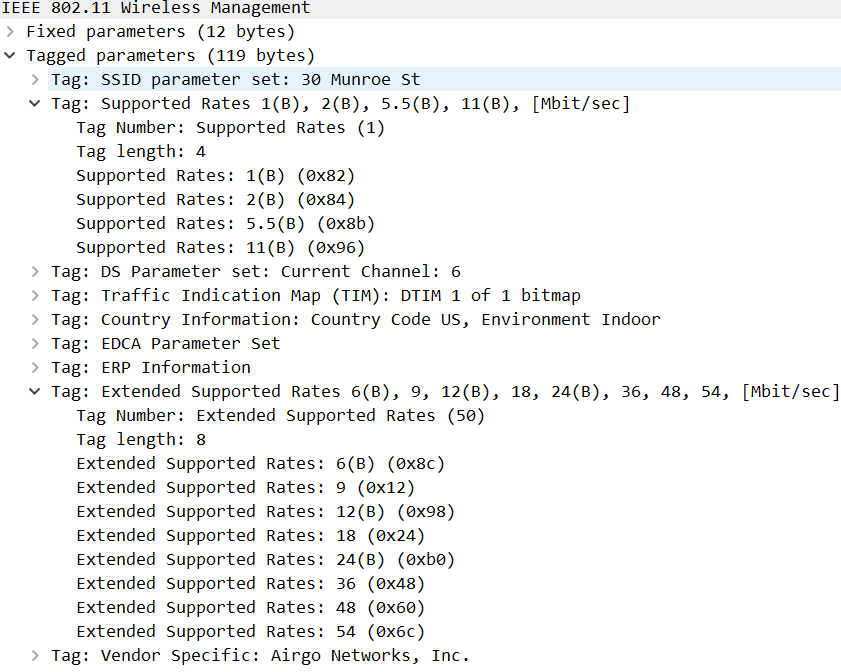 IEEE 802.11 Wireless Management
Fixed parameters (12 bytes)
Tagged parameters (119 bytes)
Tag: SSID parameter set: 30 Munroe St
Tag: Supported Rates 1(B), 2(B), 5.5(B), 11(B), [Mbit/sec]
Tag Number: Supported Rates (1)
Tag length: 4
Supported Rates: 1(B) (0x82)
Supported Rates: 2(B) (0x84)
Supported Rates: 5.5(B) (0x8b)
Supported Rates: 11(B) (0x96)
Tag: DS Parameter set: Current Channel: 6
Tag: Traffic Indication Map (TIM): DTIM 1 of 1 bitmap
Tag: Country Information: Country Code US, Environment Indoor
Tag: EDCA Parameter Set
Tag: ERP Information
Tag: Extended Supported Rates 6(B), 9, 12(B), 18, 24(B), 36, 48, 54, [Mbit/sec]
Tag Number: Extended Supported Rates (50)
Tag length: 8
Extended Supported Rates: 6(B) (0x8c)
Extended Supported Rates: 9 (0x12)
Extended Supported Rates: 12(B) (0x98)
Extended Supported Rates: 18 (0x24)
Extended Supported Rates: 24(B) (0xb0)
Extended Supported Rates: 36 (0x48)
Extended Supported Rates: 48 (0x60)
Extended Supported Rates: 54 (0x6c)
Tag: Vendor Specific: Airgo Networks, Inc.